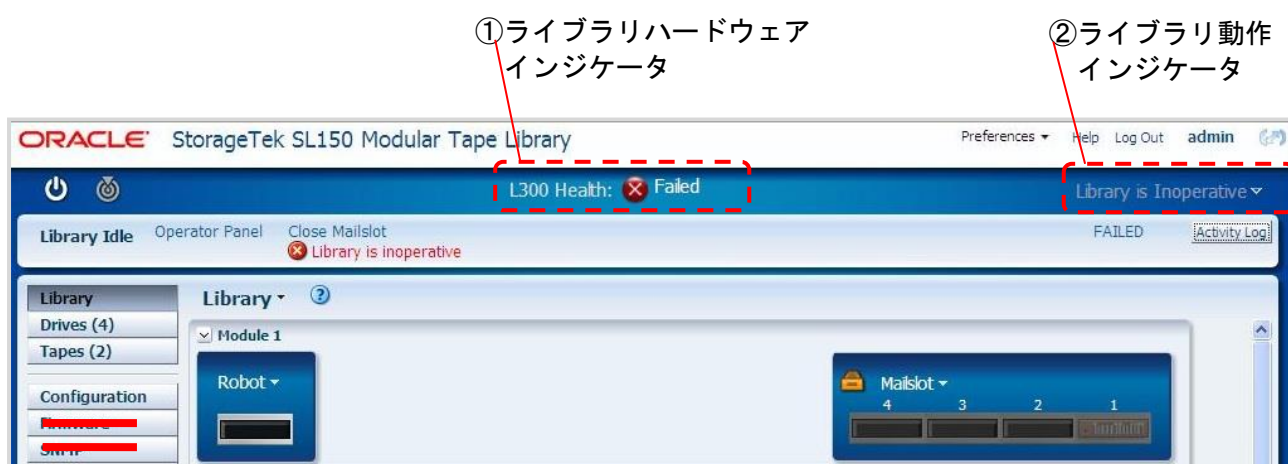 ①ライブラリハードウェア
インジケータ
②ライブラリ動作
インジケータ
ORACLE StorageTek SL150 Modular Tape Library
Preferences Help Log Out admin
L300 Health: Failed
Library is Inoperative
Library Idle Operator Panel Close Mailslot FAILED Activity Log
Library is inoperative
Library
Drives (4)
Tapes (2)
Configuration
Library ?
Module 1
Robot
Mailslot
4 3 2 1